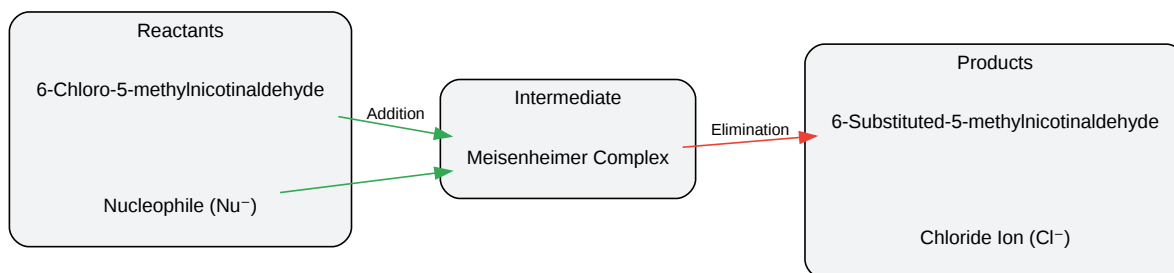 Reactants
6-Chloro-5-methylnicotinaldehyde
Nucleophile (Nu⁻)
Addition
Intermediate
Meisenheimer Complex
Elimination
Products
6-Substituted-5-methylnicotinaldehyde
Chloride Ion (Cl⁻)